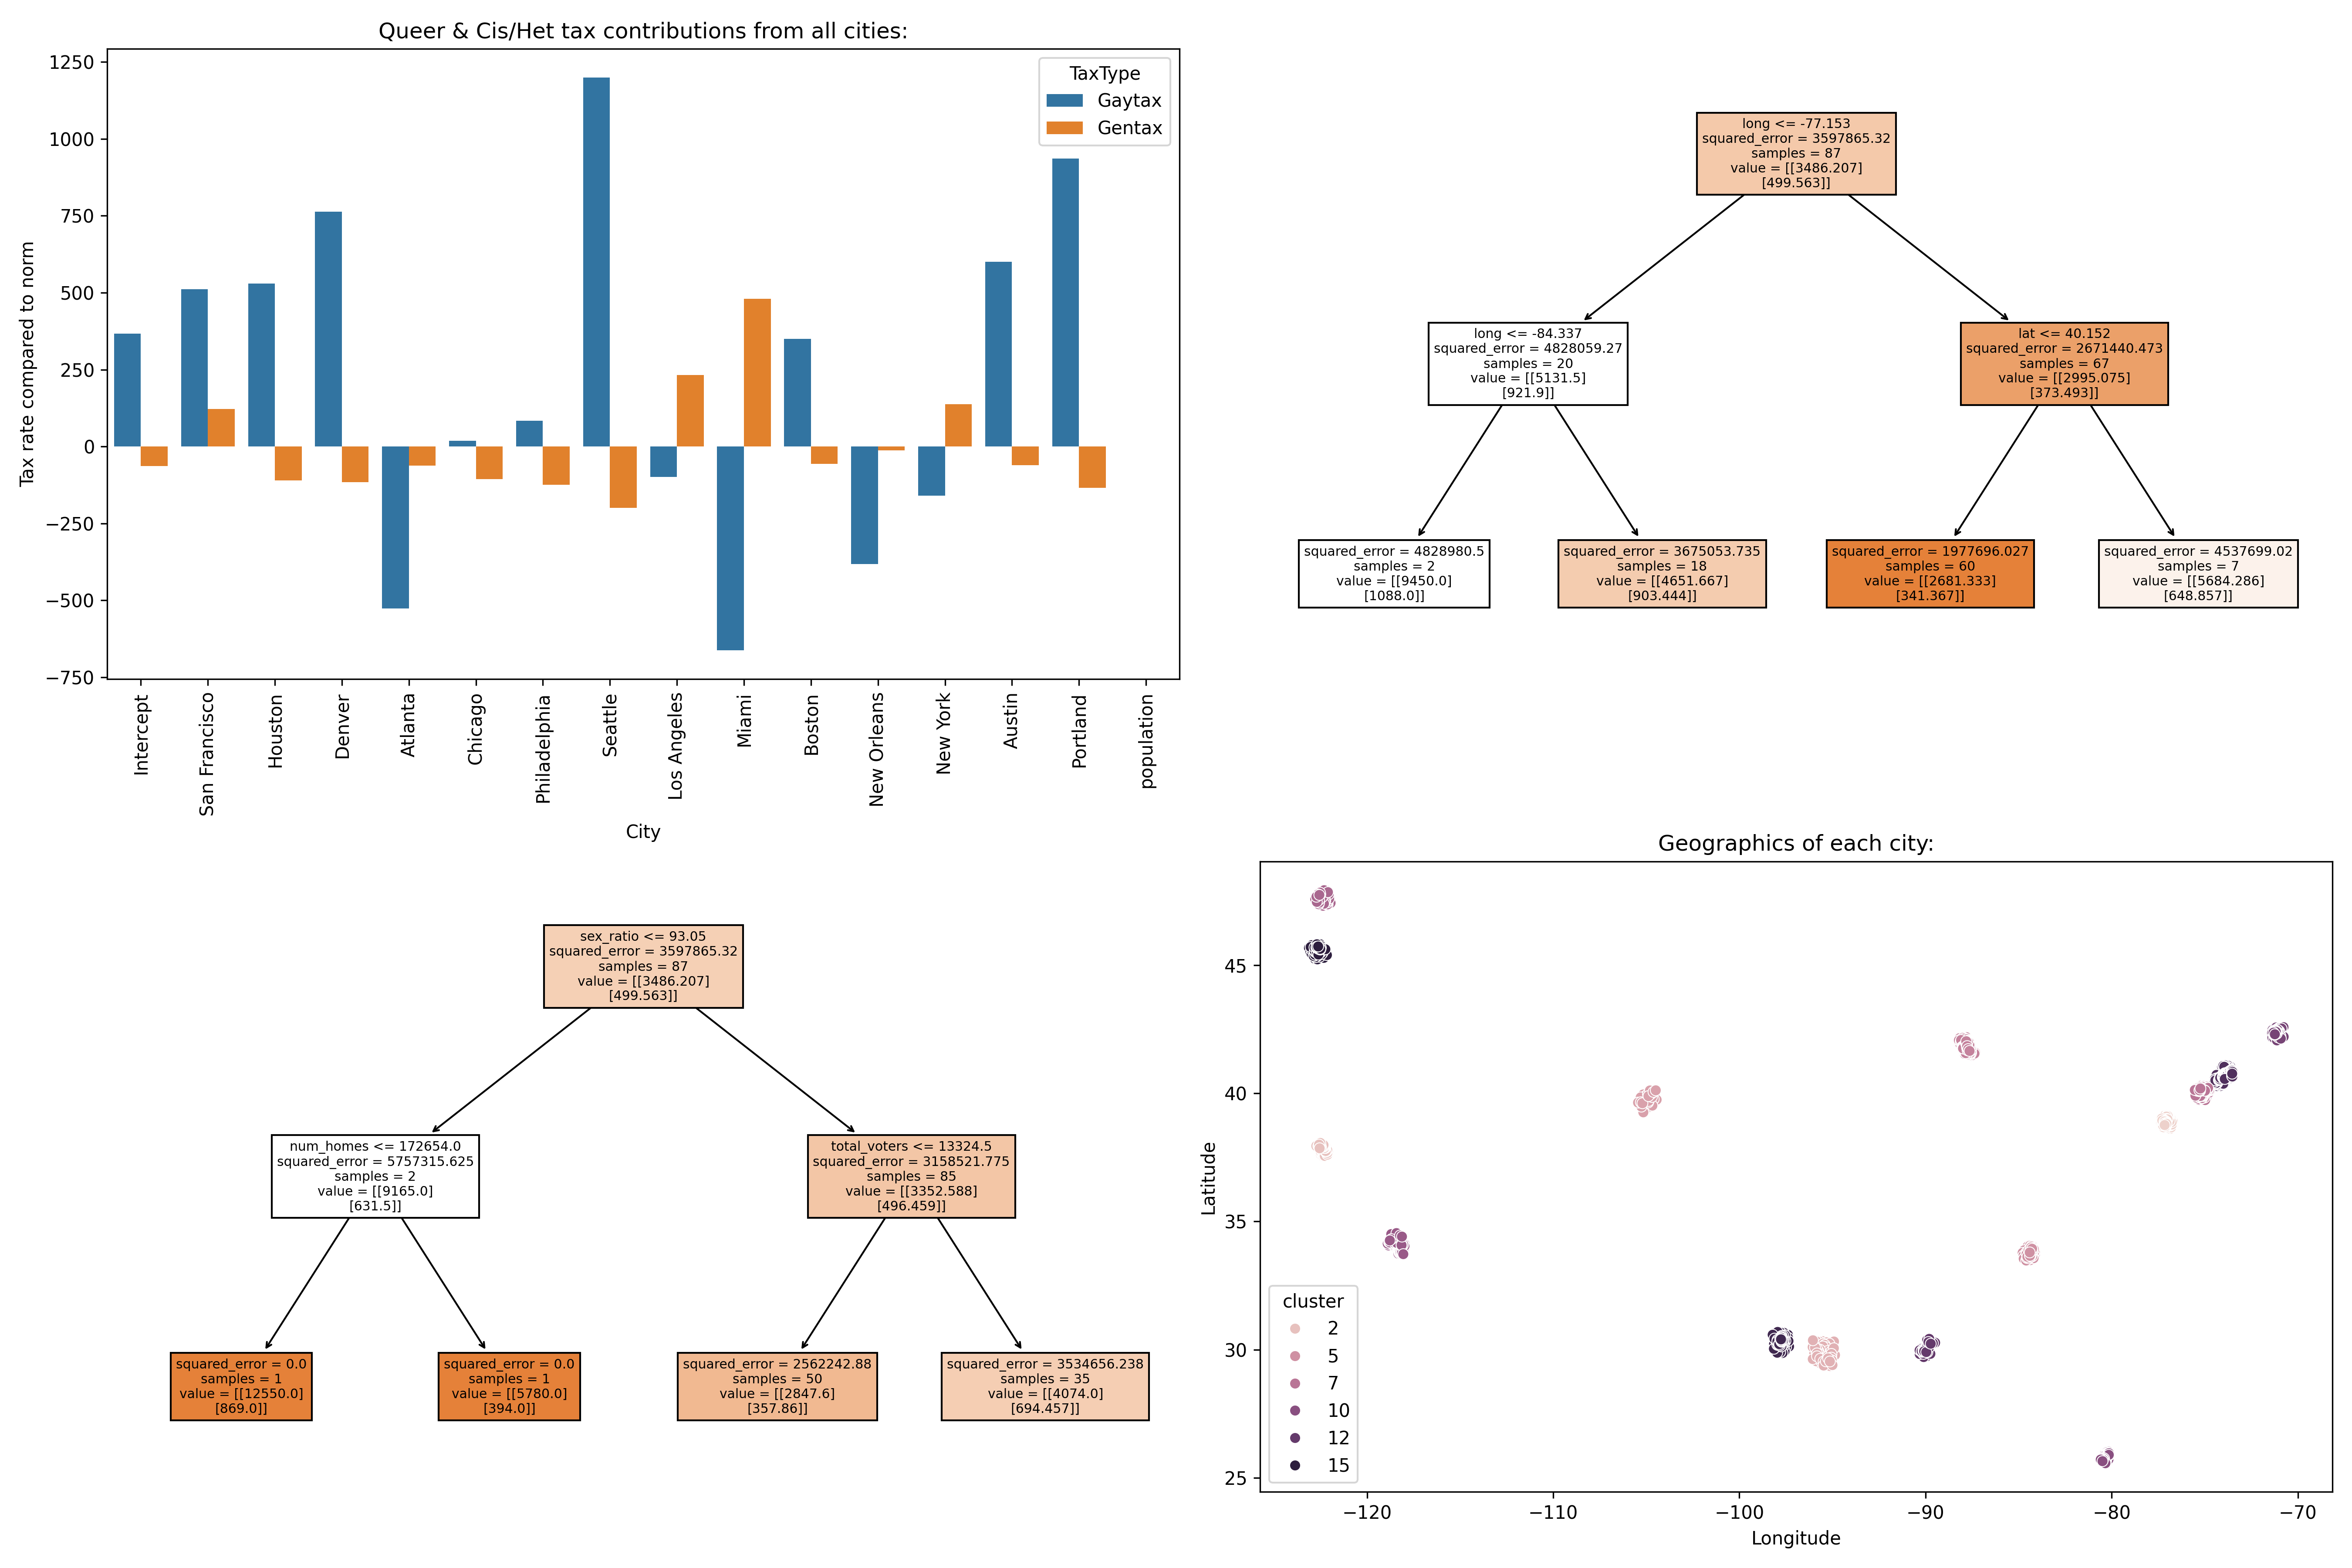 Queer & Cis/Het tax contributions from all cities:
Tax rate compared to norm
1250
1000
750
500
250
0
−250
−500
−750
TaxType
Gaytax
Gentax
Intercept
San Francisco
Houston
Denver
Atlanta
Chicago
Philadelphia
Seattle
Los Angeles
Miami
Boston
New Orleans
New York
Austin
Portland
population
City
long <= -77.153
squared_error = 3597865.32
samples = 87
value = [[3486.207]
[499.563]]
long <= -84.337
squared_error = 4828059.27
samples = 20
value = [[5131.5]
[921.9]]
lat <= 40.152
squared_error = 2671440.473
samples = 67
value = [[2995.075]
[373.493]]
squared_error = 4828980.5
samples = 2
value = [[9450.0]
[1088.0]]
squared_error = 3675053.735
samples = 18
value = [[4651.667]
[903.444]]
squared_error = 1977696.027
samples = 60
value = [[2681.333]
[341.367]]
squared_error = 4537699.02
samples = 7
value = [[5684.286]
[648.857]]
sex_ratio <= 93.05
squared_error = 3597865.32
samples = 87
value = [[3486.207]
[499.563]]
num_homes <= 172654.0
squared_error = 5757315.625
samples = 2
value = [[9165.0]
[631.5]]
total_voters <= 13324.5
squared_error = 3158521.775
samples = 85
value = [[3352.588]
[496.459]]
squared_error = 0.0
samples = 1
value = [[12550.0]
[869.0]]
squared_error = 0.0
samples = 1
value = [[5780.0]
[394.0]]
squared_error = 2562242.88
samples = 50
value = [[2847.6]
[357.86]]
squared_error = 3534656.238
samples = 35
value = [[4074.0]
[694.457]]
Geographics of each city:
Latitude
45
40
35
30
25
cluster
2
5
7
10
12
15
−120
−110
−100
−90
−80
−70
Longitude